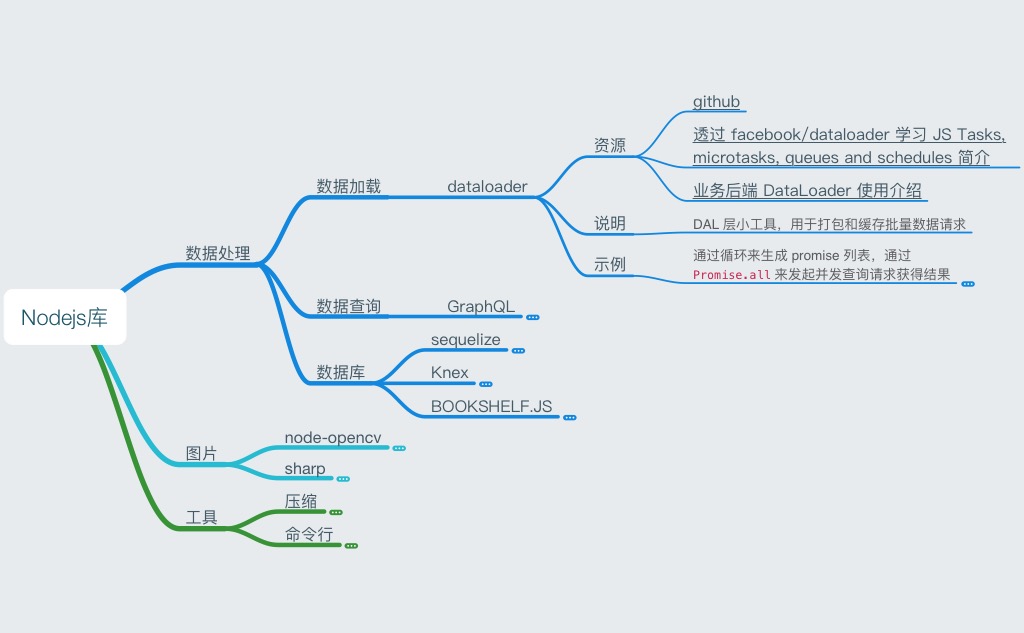 Nodejs库
数据处理
数据加载
dataloader
资源
github
透过 facebook/dataloader 学习 JS Tasks,
microtasks, queues and schedules 简介
业务后端 DataLoader 使用介绍
说明
DAL 层小工具，用于打包和缓存批量数据请求
示例
通过循环来生成 promise 列表，通过
Promise.all 来发起并发查询请求获得结果
数据查询
GraphQL
数据库
sequelize
Knex
BOOKSHELF.JS
图片
node-opencv
sharp
工具
压缩
命令行